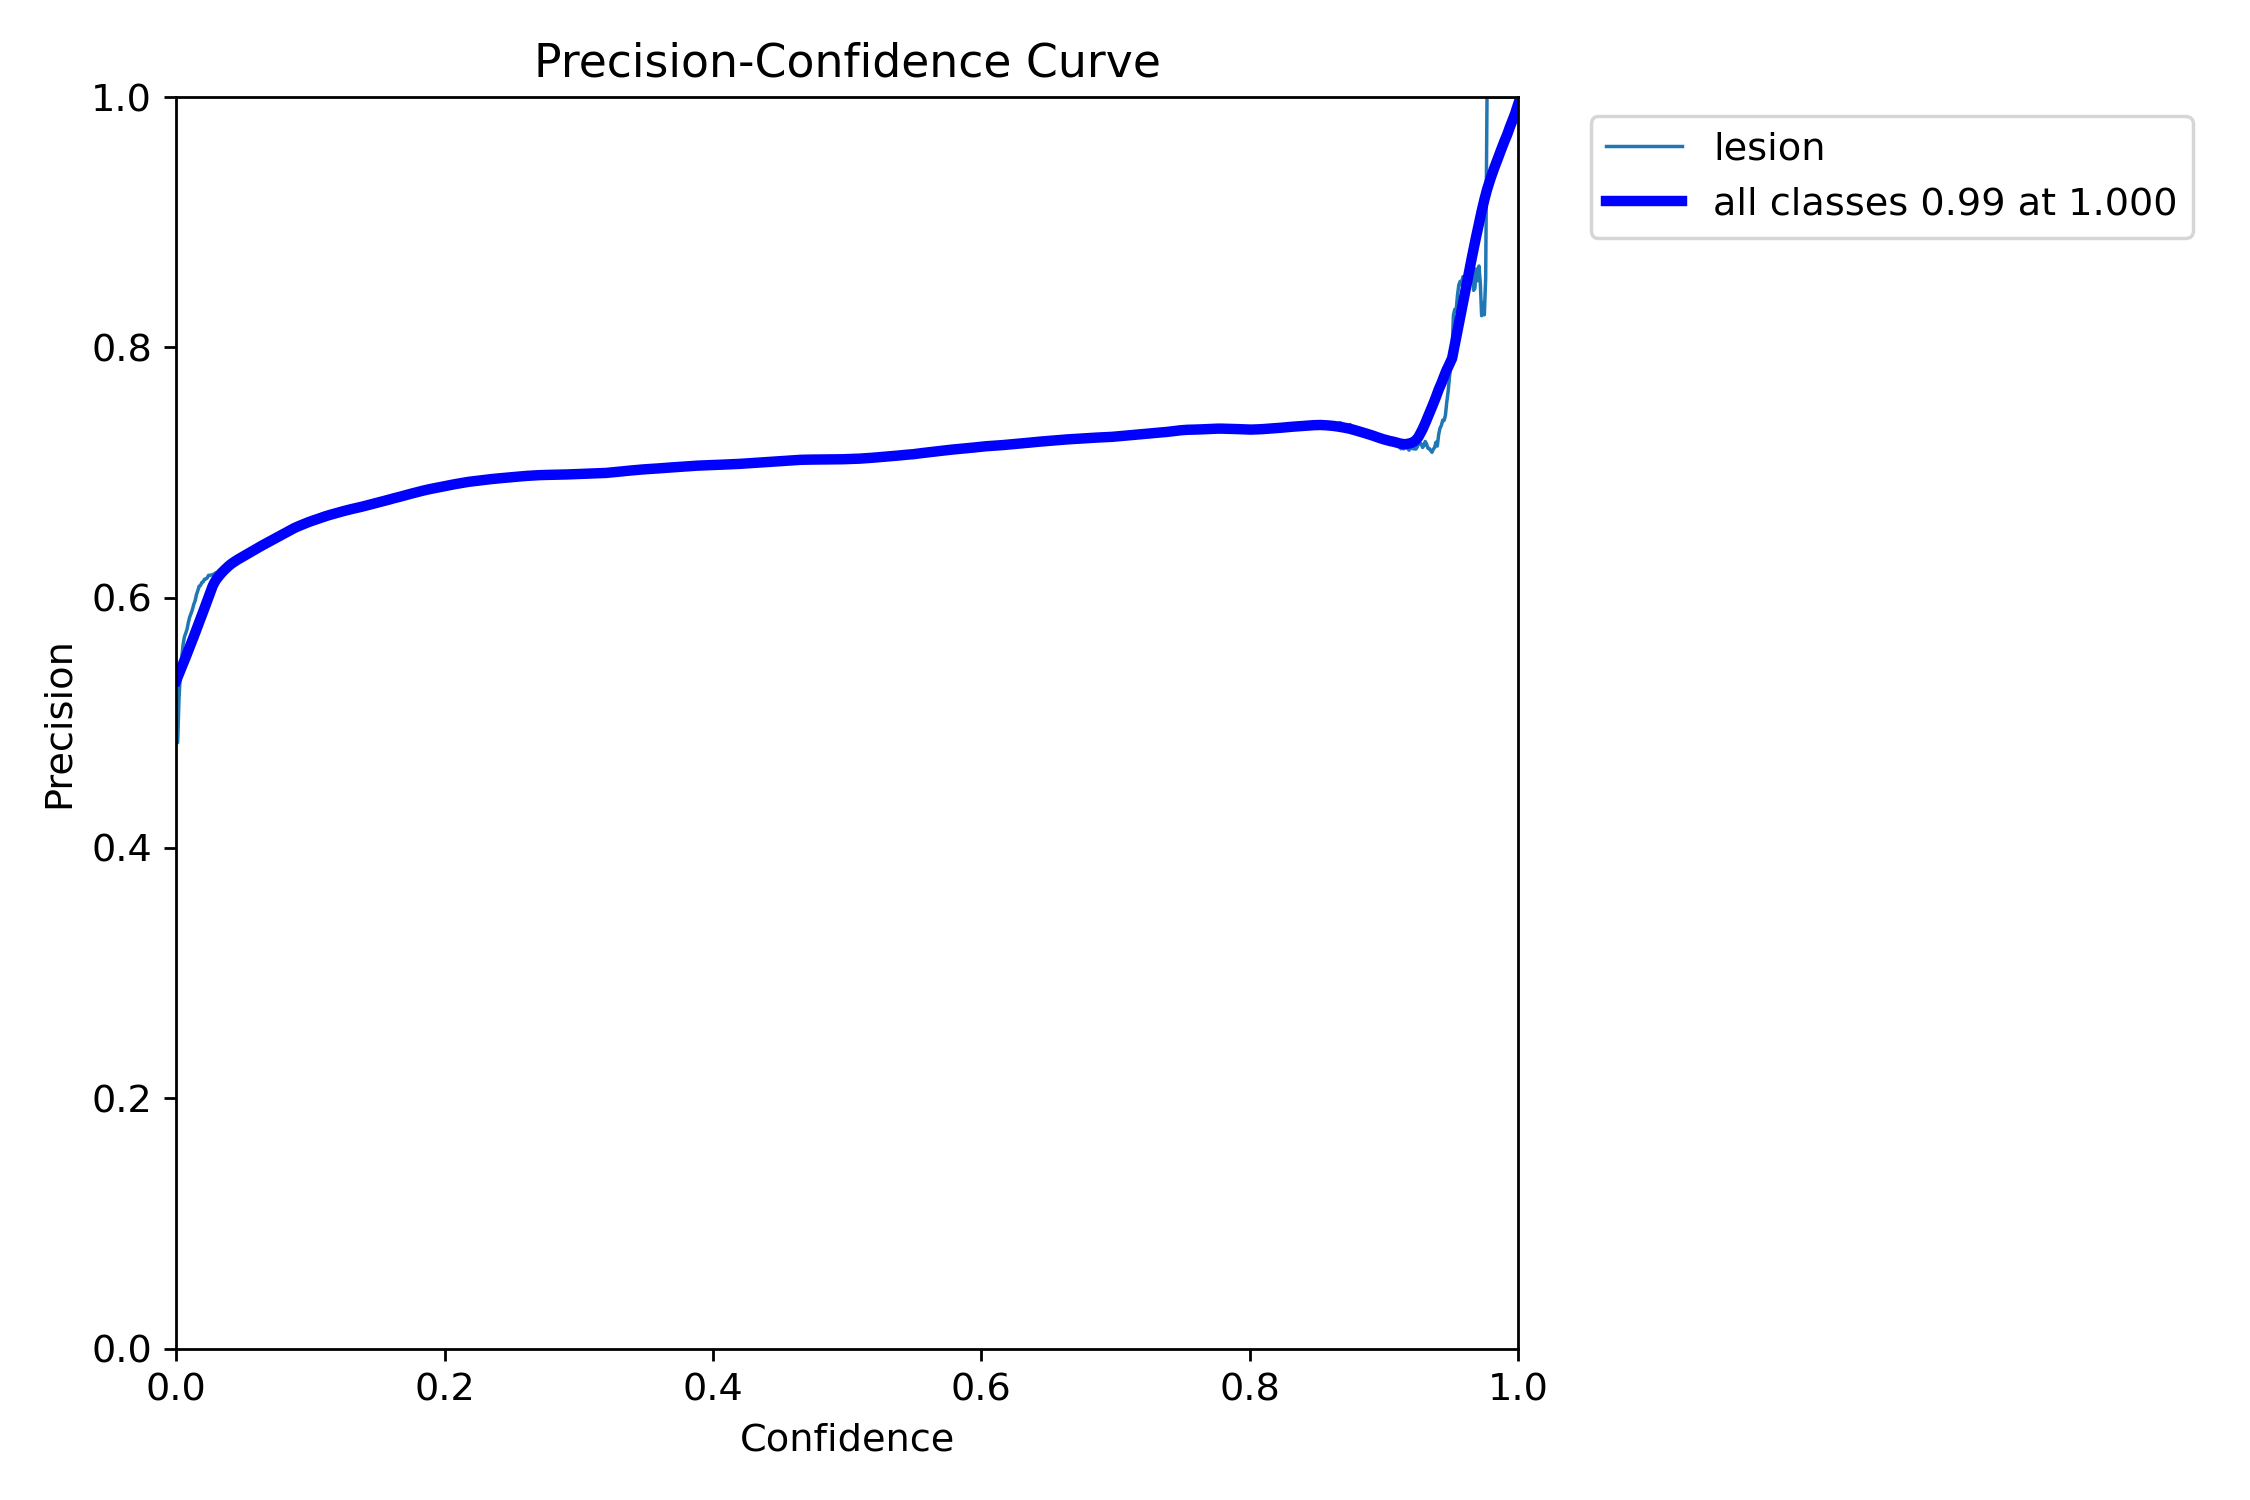 Precision-Confidence Curve
1.0
0.8
0.6
0.4
0.2
0.0
Precision
0.0 0.2 0.4 0.6 0.8 1.0
Confidence
lesion
all classes 0.99 at 1.000